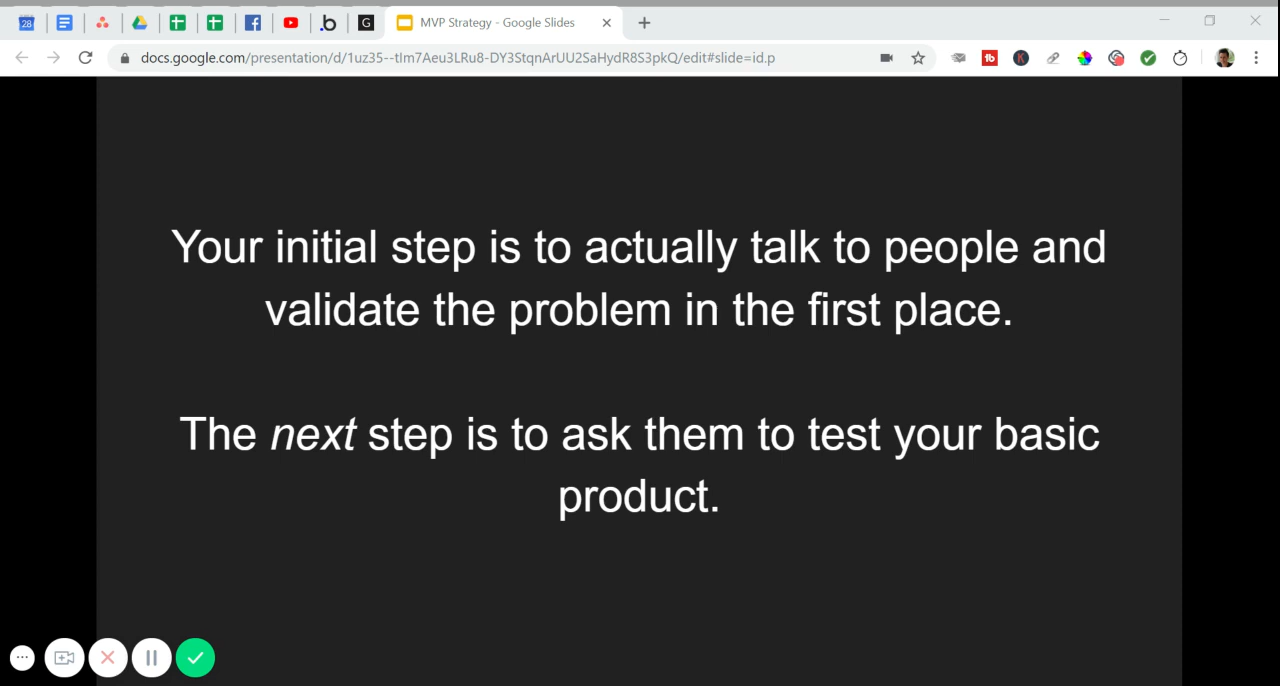 28
G
MVP Strategy - Google Slides
docs.google.com/presentation/d/1uz35--tlm7Aeu3LRu8-DY3StqnArUU2SaHydR8S3pkQ/edit#slide=id.p
Your initial step is to actually talk to people and
validate the problem in the first place.
The next step is to ask them to test your basic
product.